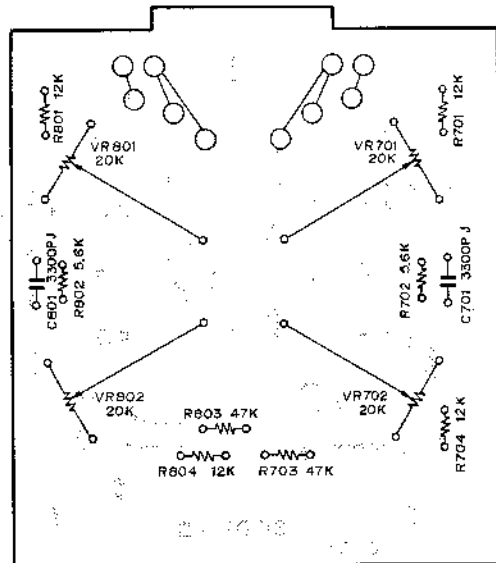 R801 12K
VR801
20K
VR701
20K
R701 12K
C801 3300PJ
R802 5.6K
R702 5.6K
C701 3300PJ
VR802
20K
VR702
20K
R803 47K
R804 12K
R703 47K
R704 12K